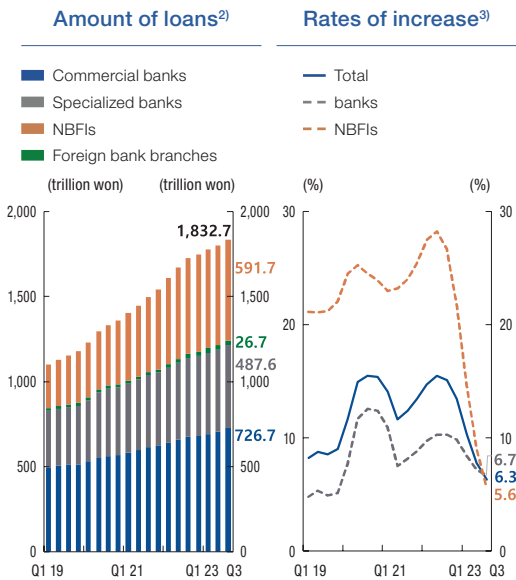 Amount of loans2)
Rates of increase3)
Commercial banks
Specialized banks
NBFIs
Foreign bank branches
Total
banks
NBFIs
(trillion won) (trillion won)
(%) (%)
2,000 2,000
1,832.7
591.7
1,500 1,500
26.7
487.6
1,000 1,000
726.7
500 500
0 0
Q1 19 Q1 21 Q1 23 Q3
30 30
20 20
10 10
6.7
6.3
5.6
0 0
Q1 19 Q1 21 Q1 23 Q3